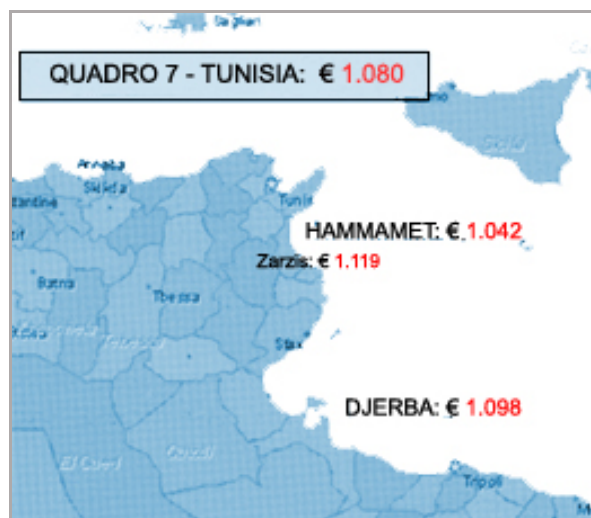 QUADRO 7 - TUNISIA: € 1.080
Annaba
Skikda
Tunis
HAMMAMET: € 1.042
Zarzis: € 1.119
Batna
Tbessa
Sfax
DJERBA: € 1.098
El Oued
Tripoli